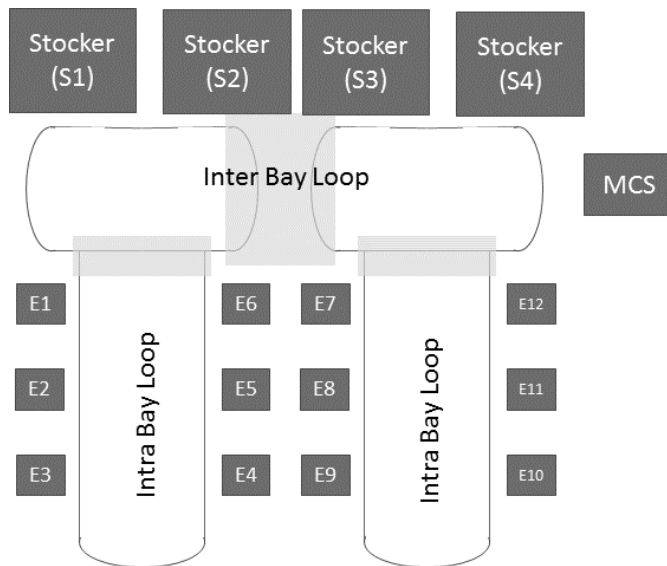 Stocker
(S1)
Stocker
(S2)
Stocker
(S3)
Stocker
(S4)
Inter Bay Loop
MCS
E1
E6
E7
E12
E2
E5
E8
E11
E3
E4
E9
E10
Intra Bay Loop
Intra Bay Loop